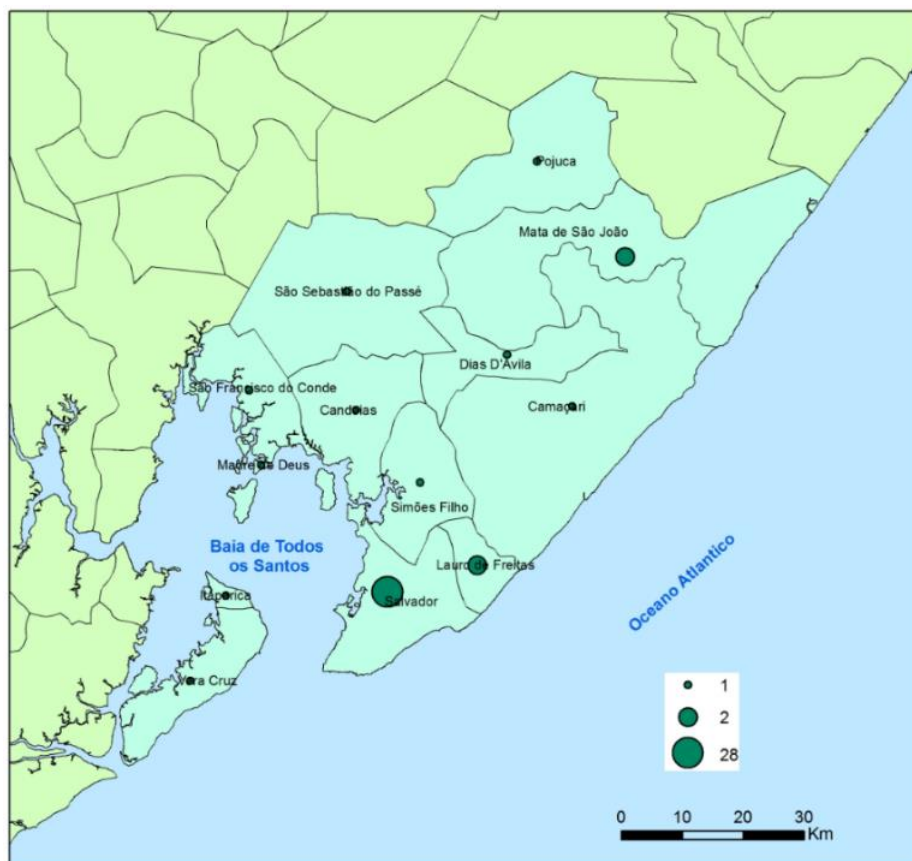 Pojuca
Mata de São João
São Sebastião do Passé
Dias D'Ávila
São Francisco do Conde
Candeias
Camaçari
Madre de Deus
Simões Filho
Baia de Todos
os Santos
Lauro de Freitas
Itaparica
Salvador
Oceano Atlantico
Vera Cruz
1
2
28
0 10 20 30
Km